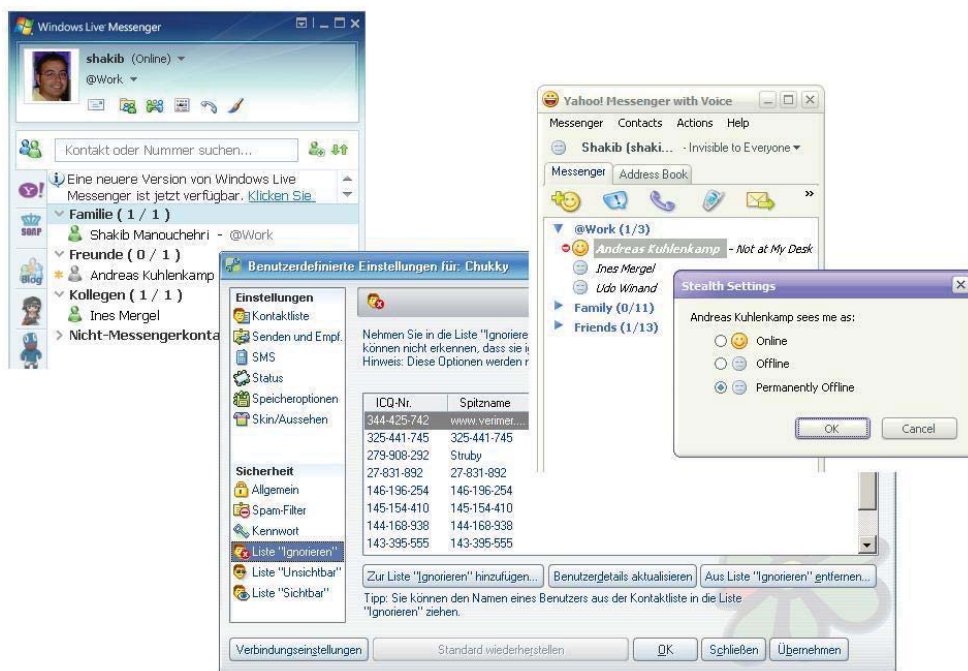 Windows Live Messenger
shakib (Online)
@Work
Kontakt oder Nummer suchen...
Eine neuere Version von Windows Live
Messenger ist jetzt verfügbar. Klicken Sie
Familie ( 1 / 1 )
Shakib Manouchehri - @Work
Freunde ( 0 / 1 )
Andreas Kuhlenkamp
Kollegen ( 1 / 1 )
Ines Mergel
Nicht-Messengerkonta
Y!
Blog
Yahoo! Messenger with Voice
Messenger Contacts Actions Help
Shakib (shaki... - Invisible to Everyone
Messenger Address Book
@Work (1/3)
Andreas Kuhlenkamp - Not at My Desk
Ines Mergel
Udo Winand
Family (0/11)
Friends (1/13)
Stealth Settings
Andreas Kuhlenkamp sees me as:
Online
Offline
Permanently Offline
OK Cancel
Benutzerdefinierte Einstellungen für: Chukky
Einstellungen
Kontaktliste
Senden und Empf.
SMS
Status
Speicheroptionen
Skin/Aussehen
Sicherheit
Allgemein
Spam-Filter
Kennwort
Liste "Ignorieren"
Liste "Unsichtbar"
Liste "Sichtbar"
Nehmen Sie in die Liste "Ignoriere
können nicht erkennen, dass sie
Hinweis: Diese Optionen werden
ICQ-Nr. Spitzname
344-425-742 www.verimer....
325-441-745 325-441-745
279-908-292 Struby
27-831-892 27-831-892
146-196-254 146-196-254
145-154-410 145-154-410
144-168-938 144-168-938
143-395-555 143-395-555
Zur Liste "Ignorieren" hinzufügen... Benutzerdetails aktualisieren Aus Liste "Ignorieren" entfernen...
Tipp: Sie können den Namen eines Benutzers aus der Kontaktliste in die Liste
"Ignorieren" ziehen.
Verbindungseinstellungen Standard wiederherstellen OK Schließen Übernehmen